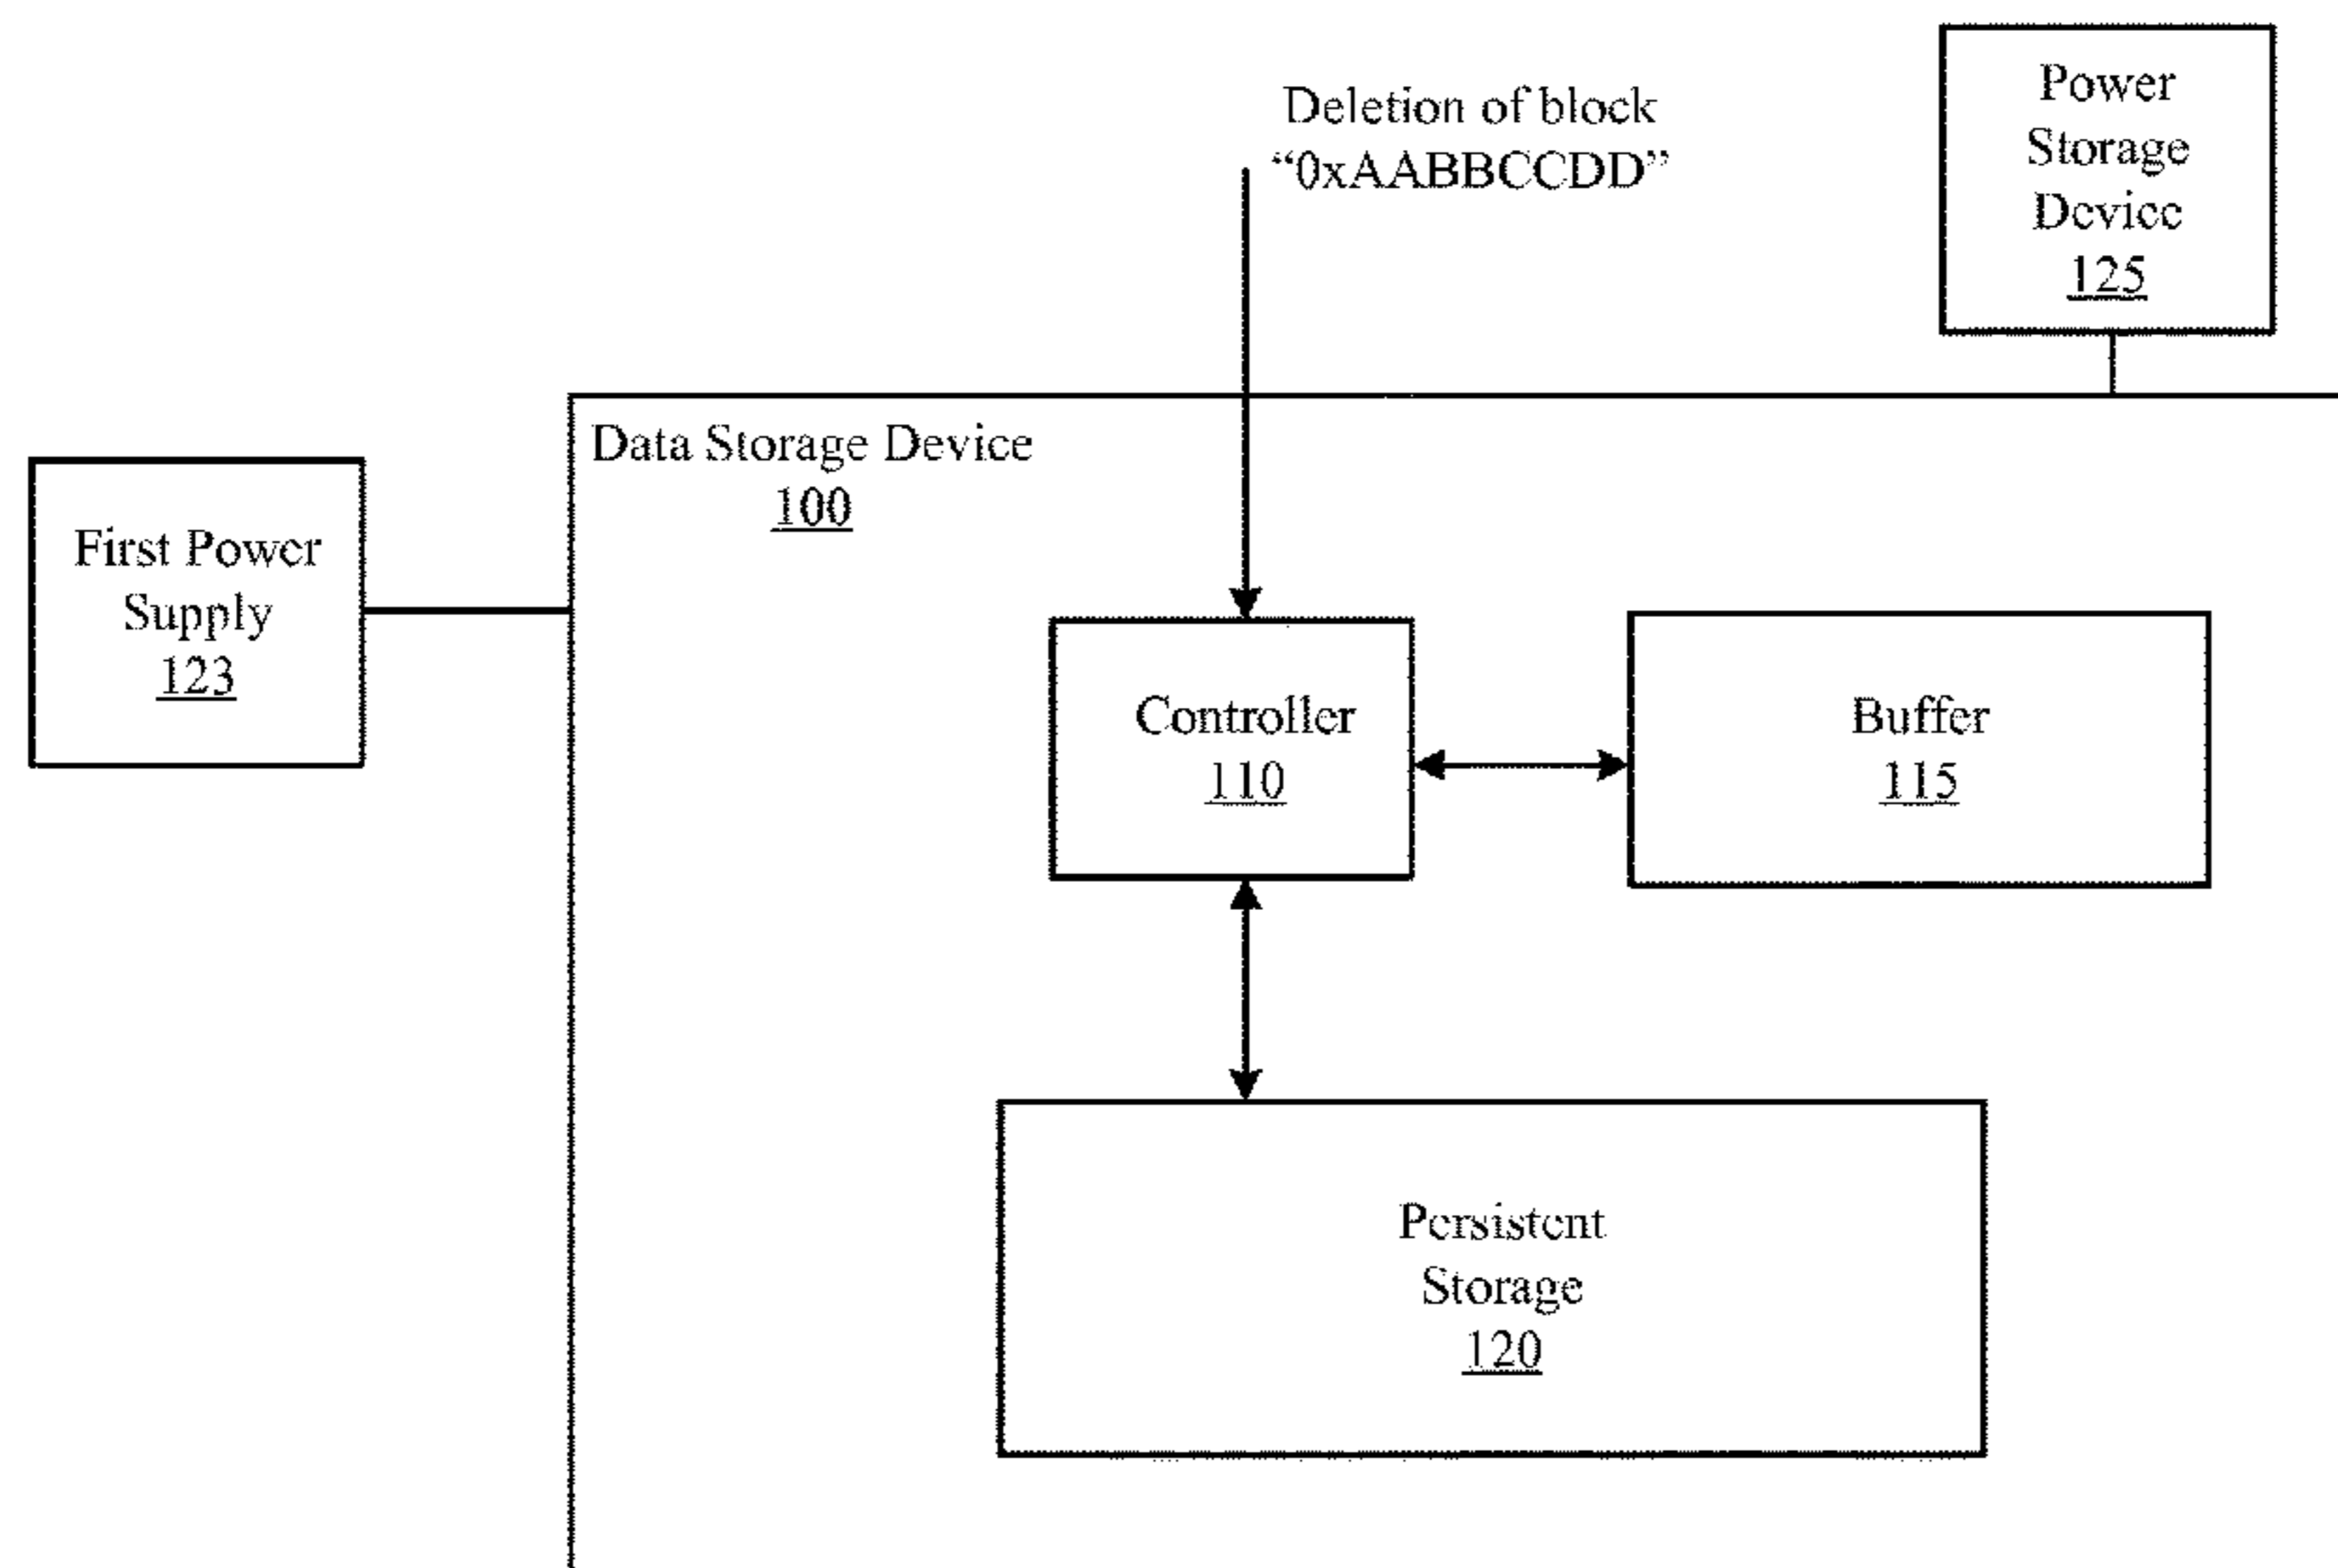 Deletion of block
“0xAABBCCDD”
Power
Storage
Device
125
Data Storage Device
100
First Power
Supply
123
Controller
110
Buffer
115
Persistent
Storage
120